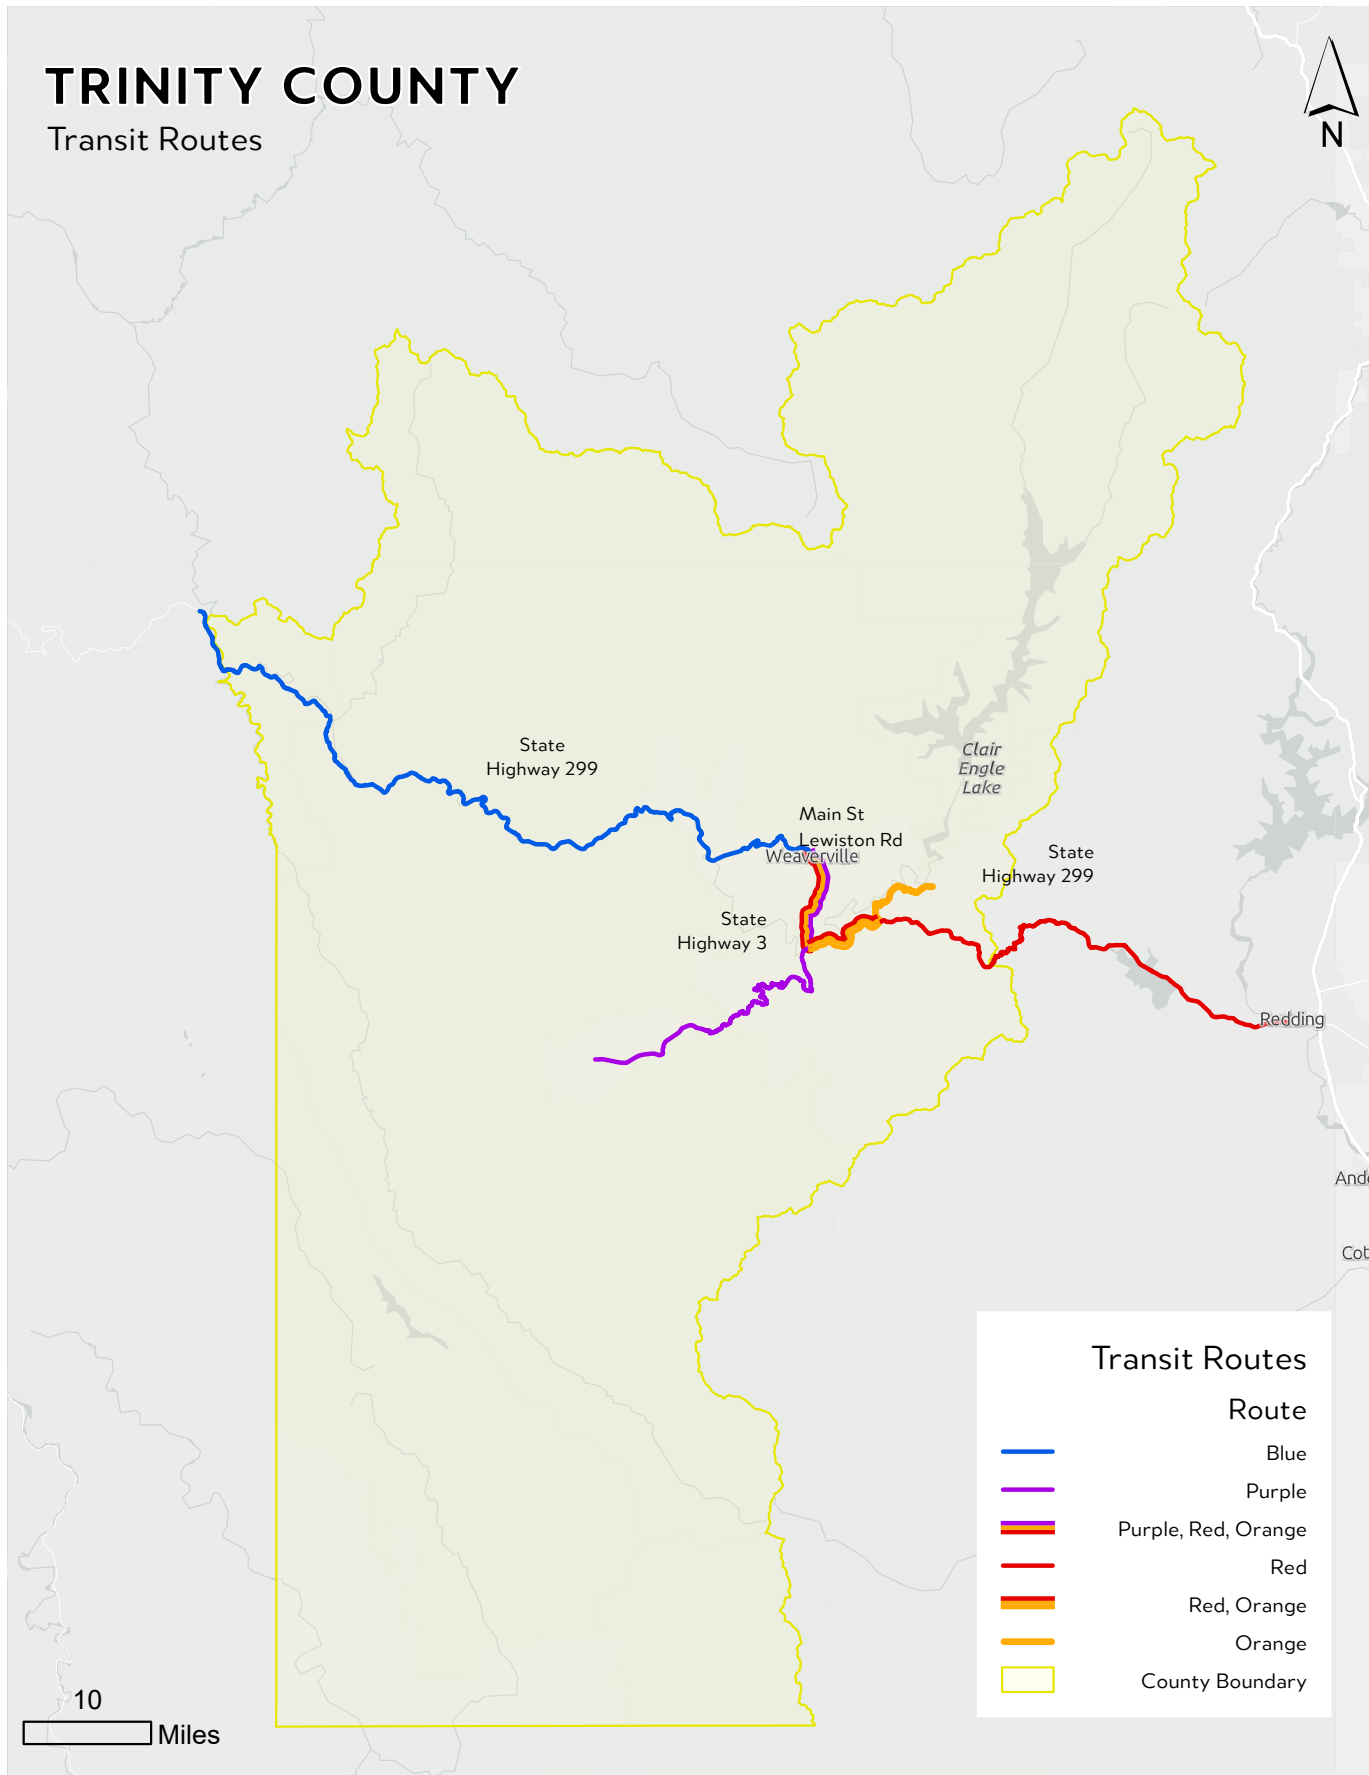 TRINITY COUNTY
Transit Routes
N
State
Highway 299
Clair
Engle
Lake
Main St
Lewiston Rd
Weaverville
State
Highway 299
State
Highway 3
Redding
Ande
Cot
Transit Routes
Route
Blue
Purple
Purple, Red, Orange
Red
Red, Orange
Orange
County Boundary
10
Miles